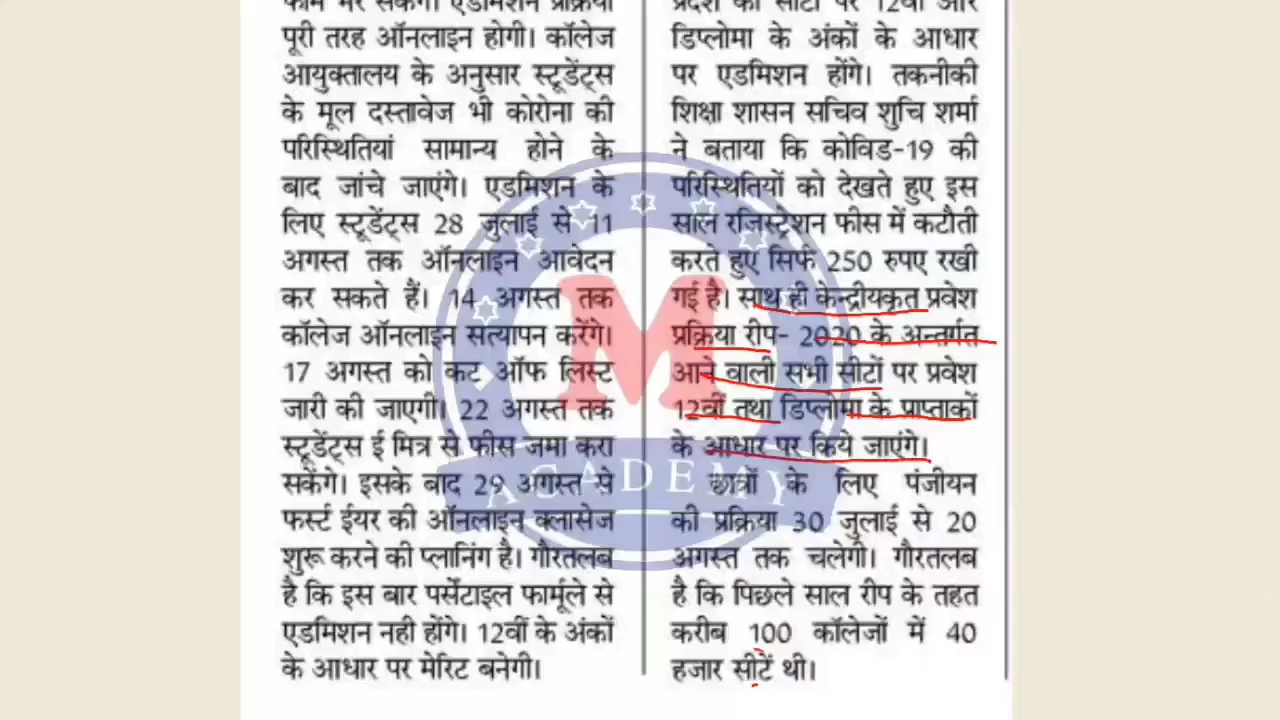 फॉर्म भर सकेंगे। एडमिशन प्रक्रिया
पूरी तरह ऑनलाइन होगी। कॉलेज
आयुक्तालय के अनुसार स्टूडेंट्स
के मूल दस्तावेज भी कोरोना की
परिस्थितियां सामान्य होने के
बाद जांचे जाएंगे। एडमिशन के
लिए स्टूडेंट्स 28 जुलाई से 11
अगस्त तक ऑनलाइन आवेदन
कर सकते हैं। 14 अगस्त तक
कॉलेज ऑनलाइन सत्यापन करेंगे।
17 अगस्त को कट ऑफ लिस्ट
जारी की जाएगी। 22 अगस्त तक
स्टूडेंट्स ई मित्र से फीस जमा करा
सकेंगे। इसके बाद 29 अगस्त से
फर्स्ट ईयर की ऑनलाइन क्लासेज
शुरू करने की प्लानिंग है। गौरतलब
है कि इस बार पर्सेंटाइल फार्मूले से
एडमिशन नही होंगे। 12वीं के अंकों
के आधार पर मेरिट बनेगी।
प्रदेश की सीटों पर 12वीं और
डिप्लोमा के अंकों के आधार
पर एडमिशन होंगे। तकनीकी
शिक्षा शासन सचिव शुचि शर्मा
ने बताया कि कोविड-19 की
परिस्थितियों को देखते हुए इस
साल रजिस्ट्रेशन फीस में कटौती
करते हुए सिर्फ 250 रुपए रखी
गई है। साथ ही केन्द्रीयकृत प्रवेश
प्रक्रिया रीप- 2020 के अन्तर्गत
आने वाली सभी सीटों पर प्रवेश
12वीं तथा डिप्लोमा के प्राप्ताकों
के आधार पर किये जाएंगे।
छात्रों के लिए पंजीयन
की प्रक्रिया 30 जुलाई से 20
अगस्त तक चलेगी। गौरतलब
है कि पिछले साल रीप के तहत
करीब 100 कॉलेजों में 40
हजार सीटें थी।
M
ACADEMY